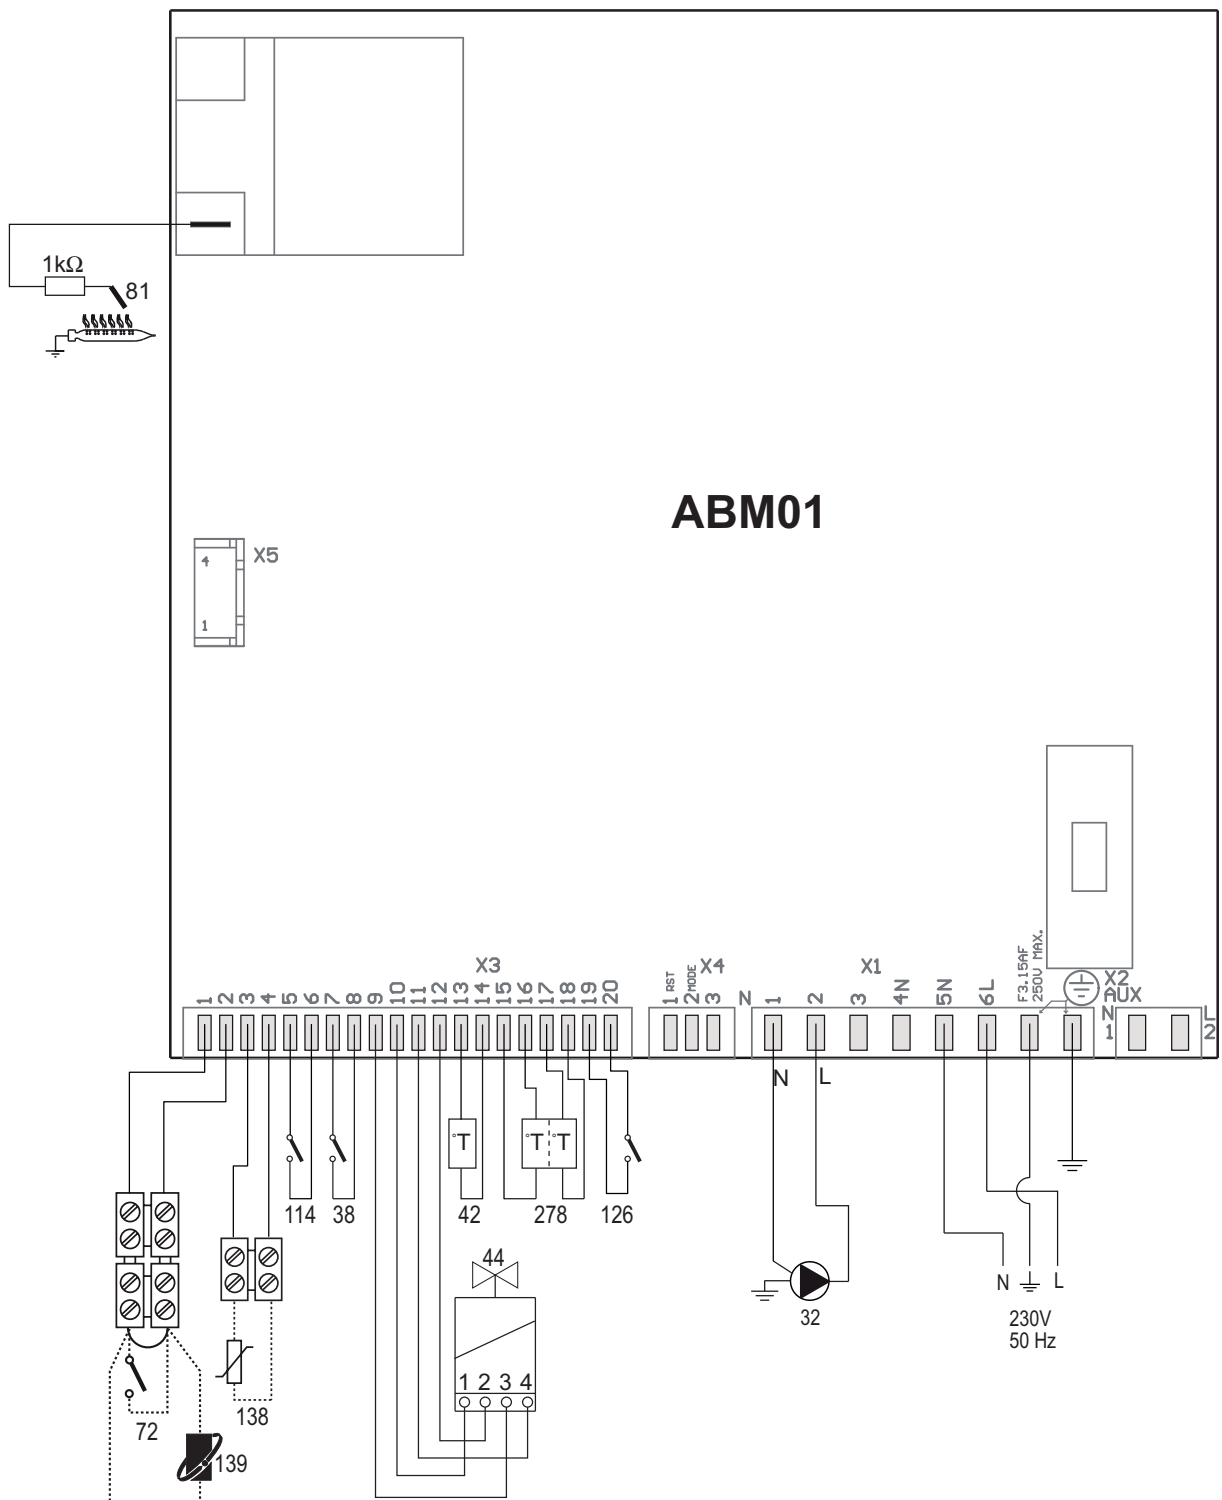 1kΩ
81
ABM01
4
X5
1
X3
1
2
3
4
5
6
7
8
9
10
11
12
13
14
15
16
17
18
19
20
X4
1 RST
2 MODE
3
X1
N
1
2
3
4N
5N
6L
F3.15AF
250V MAX.
X2
AUX
N
1
L
2
N
L
°T
°T
°T
114
38
42
278
126
44
1 2 3 4
32
N
L
230V
50 Hz
72
138
139